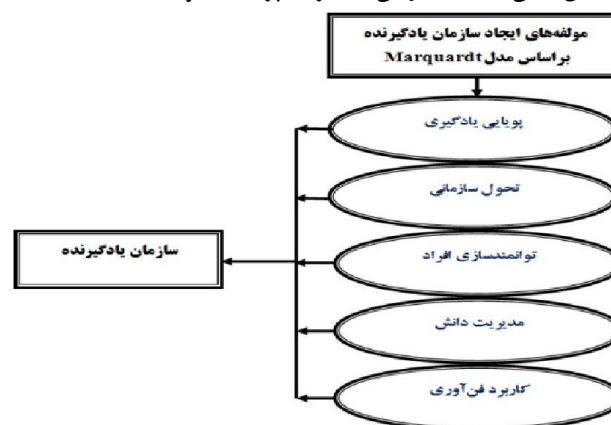 مولفه‌های ایجاد سازمان یادگیرنده
براساس مدل Marquardt
پویایی یادگیری
تحول سازمانی
توانمندسازی افراد
سازمان یادگیرنده
مدیریت دانش
کاربرد فن‌آوری